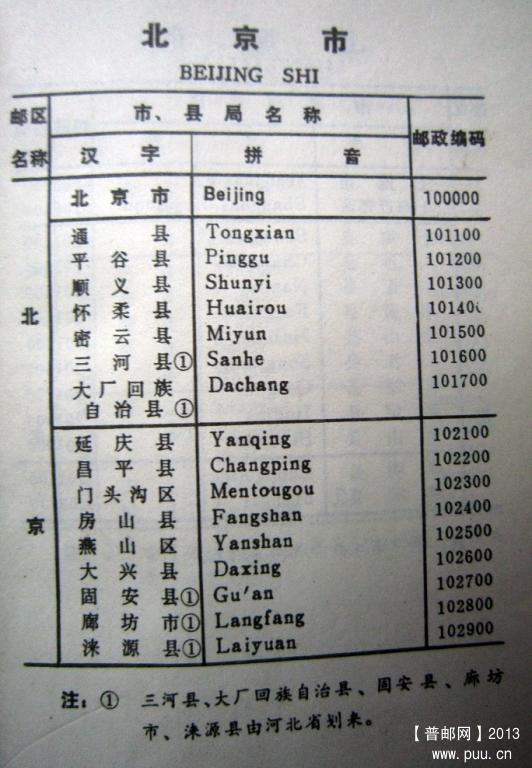 北京市
BEIJING SHI
邮区名称 市、县局名称 邮政编码
汉字 拼音
北京
北京市 Beijing 100000
通县 Tongxian 101100
平谷县 Pinggu 101200
顺义县 Shunyi 101300
怀柔县 Huairou 101400
密云县 Miyun 101500
三河县① Sanhe 101600
大厂回族 Dachang 101700
自治县①
延庆县 Yanqing 102100
昌平县 Changping 102200
门头沟区 Mentougou 102300
房山县 Fangshan 102400
燕山区 Yanshan 102500
大兴县 Daxing 102600
固安县① Gu'an 102700
廊坊市① Langfang 102800
涞源县① Laiyuan 102900
注:① 三河县、大厂回族自治县、固安县、廊坊
市、涞源县由河北省划来。
【普邮网】2013
www.puu.cn